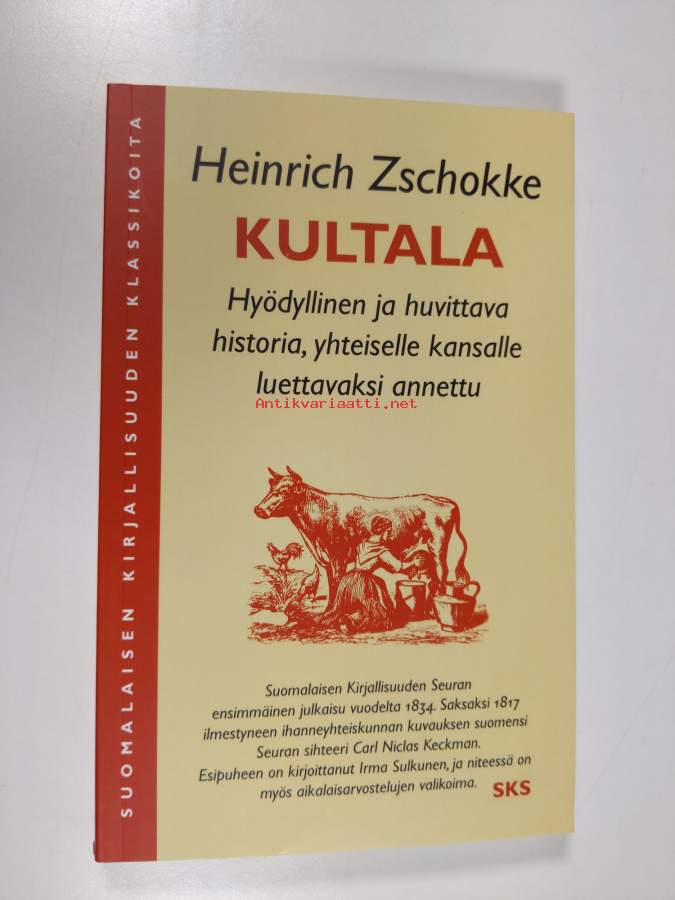 SUOMALAISEN KIRJALLISUUDEN KLASSIKOITA
Heinrich Zschokke
KULTALA
Hyödyllinen ja huvittava
historia, yhteiselle kansalle
luettavaksi annettu
Antikvariaatti.net
Suomalaisen Kirjallisuuden Seuran
ensimmäinen julkaisu vuodelta 1834. Saksaksi 1817
ilmestyneen ihanneyhteiskunnan kuvauksen suomensi
Seuran sihteeri Carl Niclas Keckman.
Esipuheen on kirjoittanut Irma Sulkunen, ja niteessä on
myös aikalaisarvostelujen valikoima. SKS